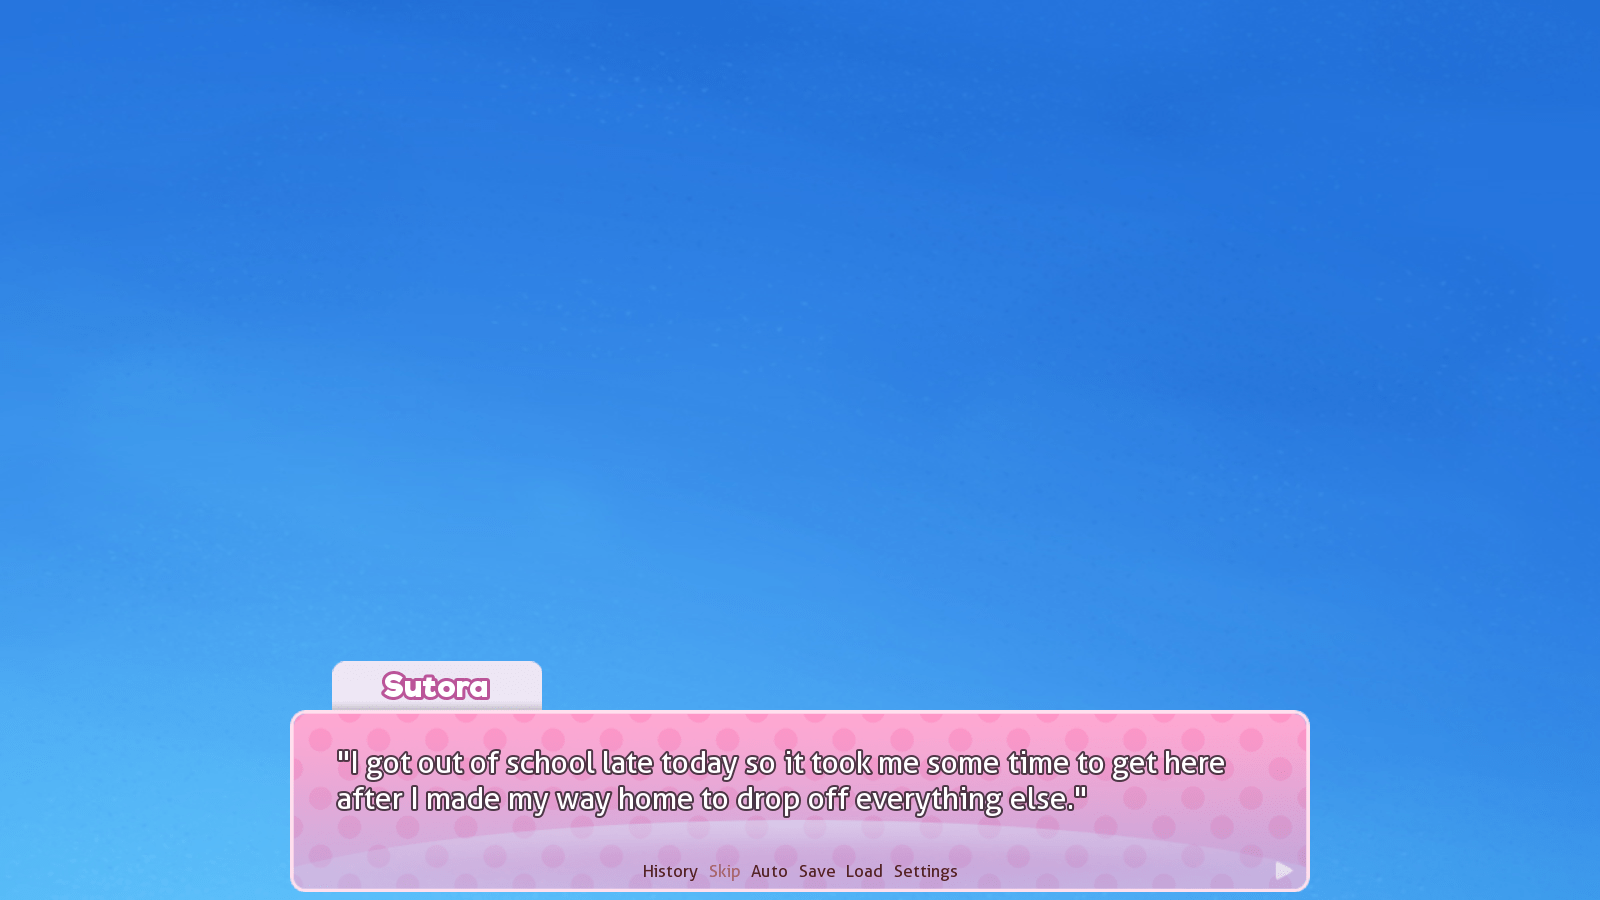 Sutora
"I got out of school late today so it took me some time to get here
after I made my way home to drop off everything else."
History Skip Auto Save Load Settings